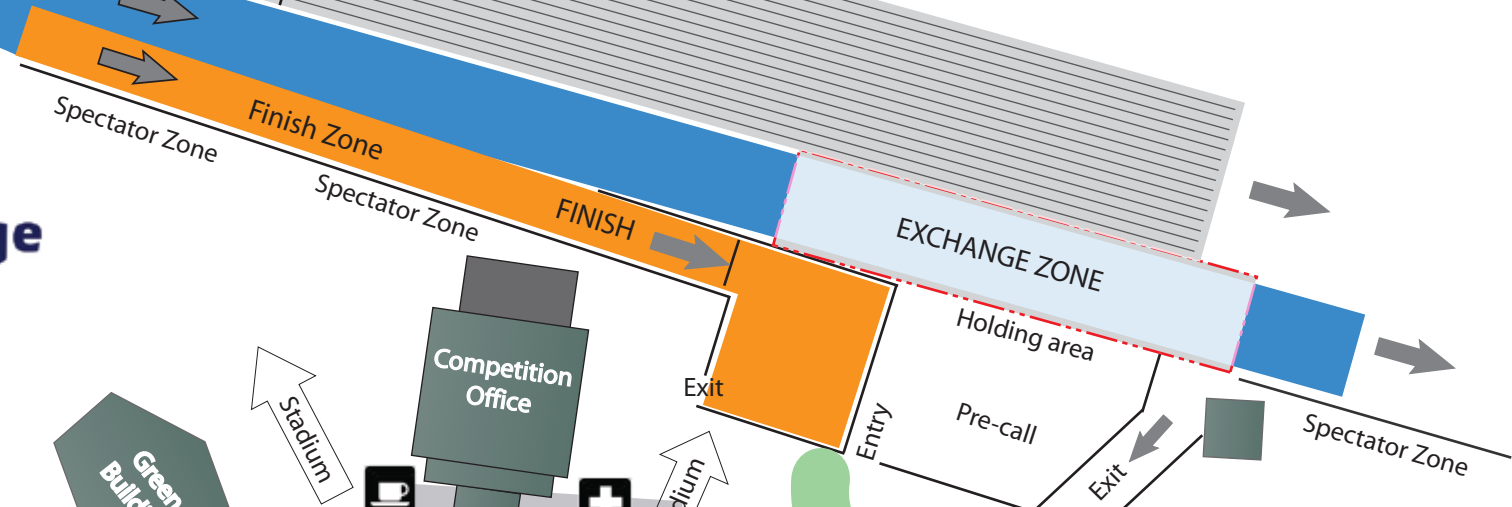 Finish Zone
Spectator Zone
Spectator Zone
FINISH
EXCHANGE ZONE
Holding area
Competition
Office
Exit
Entry
Pre-call
Exit
Spectator Zone
Stadium
Green